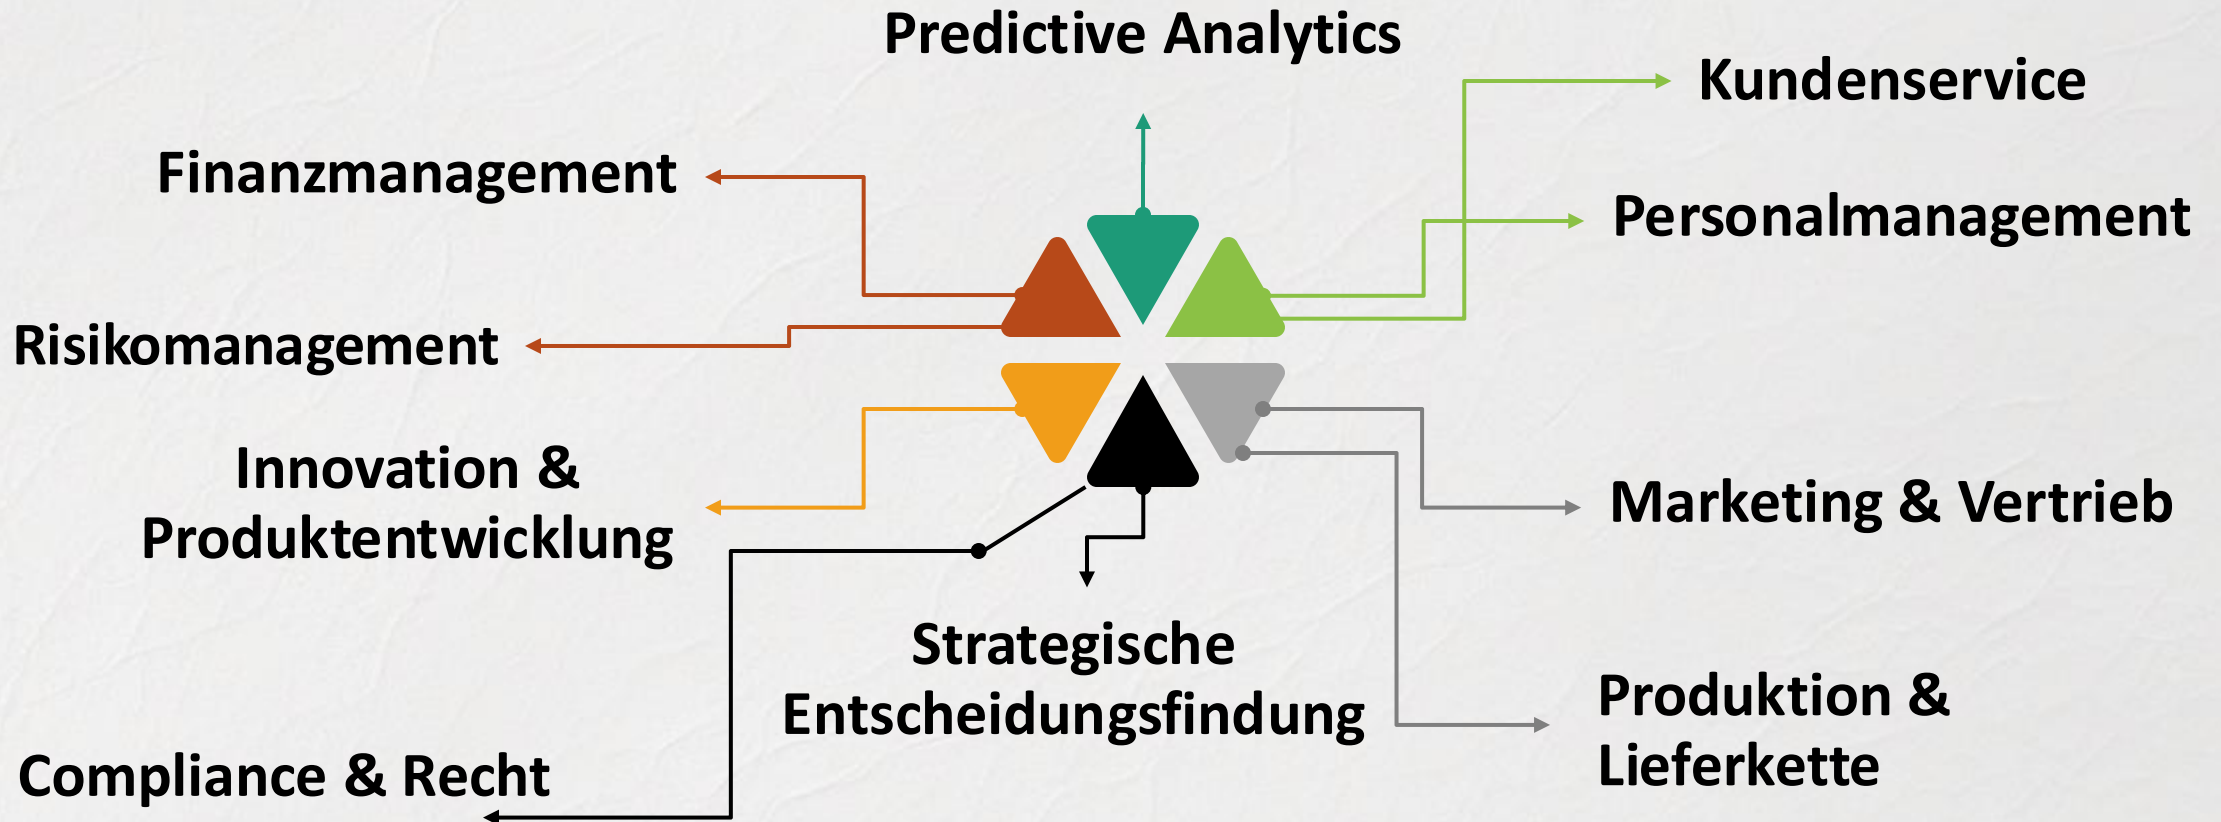 Predictive Analytics
Kundenservice
Finanzmanagement
Personalmanagement
Risikomanagement
Innovation &
Produktentwicklung
Marketing & Vertrieb
Strategische
Entscheidungsfindung
Produktion &
Lieferkette
Compliance & Recht